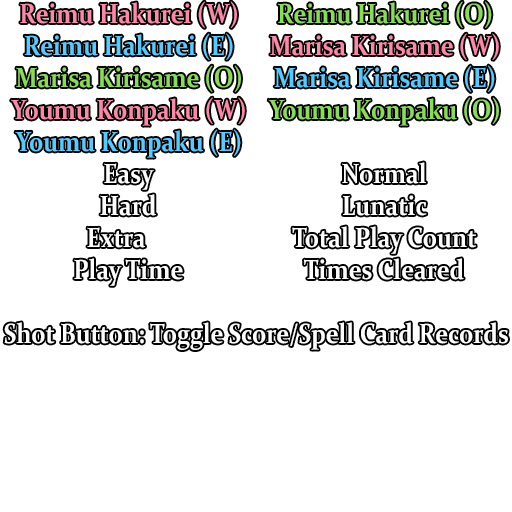 Reimu Hakurei (W) Reimu Hakurei (O)
Reimu Hakurei (E) Marisa Kirisame (W)
Marisa Kirisame (O) Marisa Kirisame (E)
Youmu Konpaku (W) Youmu Konpaku (O)
Youmu Konpaku (E)
Easy Normal
Hard Lunatic
Extra Total Play Count
Play Time Times Cleared
Shot Button: Toggle Score/Spell Card Records